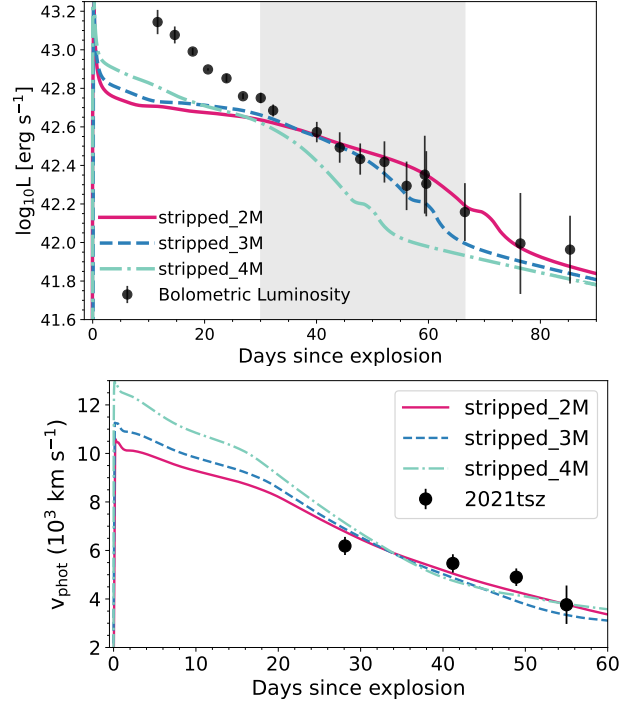 43.2
43.0
42.8
42.6
42.4
42.2
42.0
41.8
41.6
log₁₀L [erg s⁻¹]
stripped_2M
stripped_3M
stripped_4M
Bolometric Luminosity
0 20 40 60 80
Days since explosion
12
10
8
6
4
2
v_phot (10³ km s⁻¹)
stripped_2M
stripped_3M
stripped_4M
2021tsz
0 10 20 30 40 50 60
Days since explosion